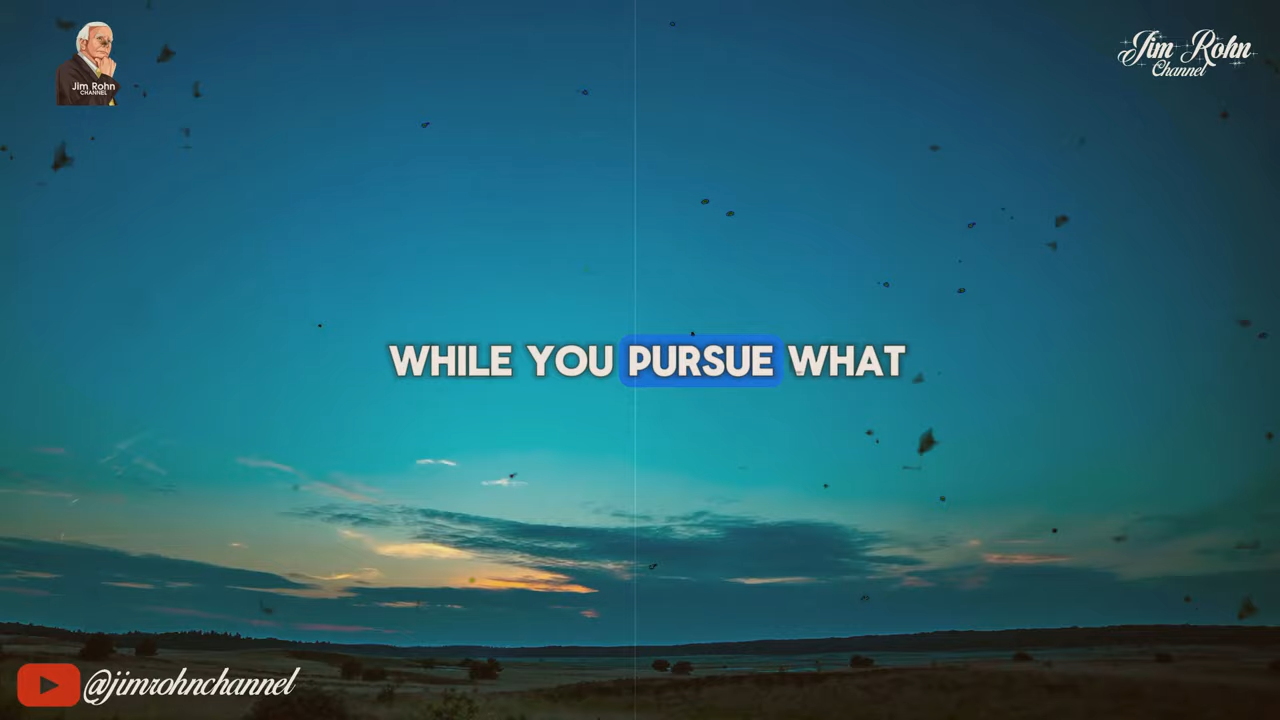 Jim Rohn
CHANNEL
Jim Rohn
Channel
WHILE YOU PURSUE WHAT
@jimrohnchannel